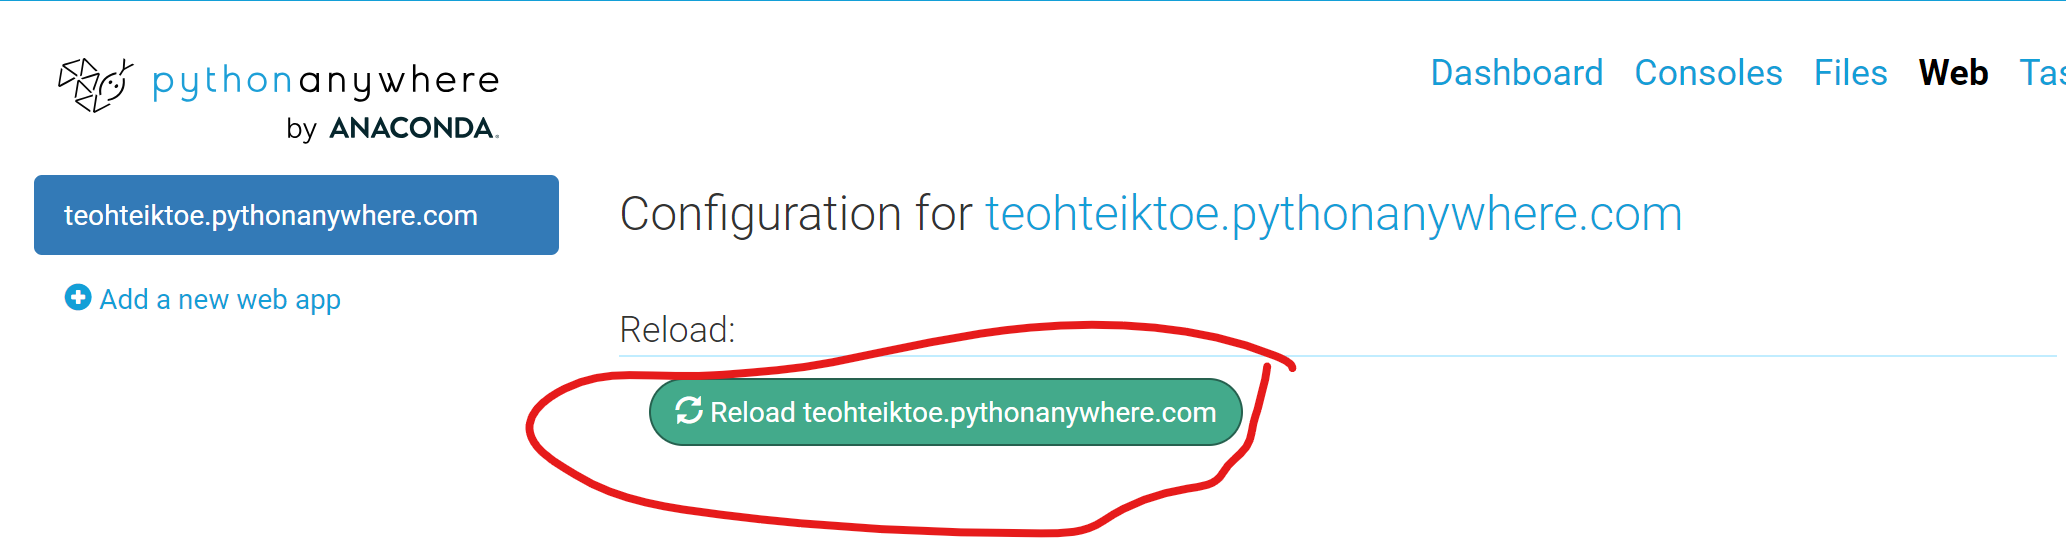 pythonanywhere
by ANACONDA.
Dashboard Consoles Files Web Tas
teohteiktoe.pythonanywhere.com
Add a new web app
Configuration for teohteiktoe.pythonanywhere.com
Reload:
Reload teohteiktoe.pythonanywhere.com